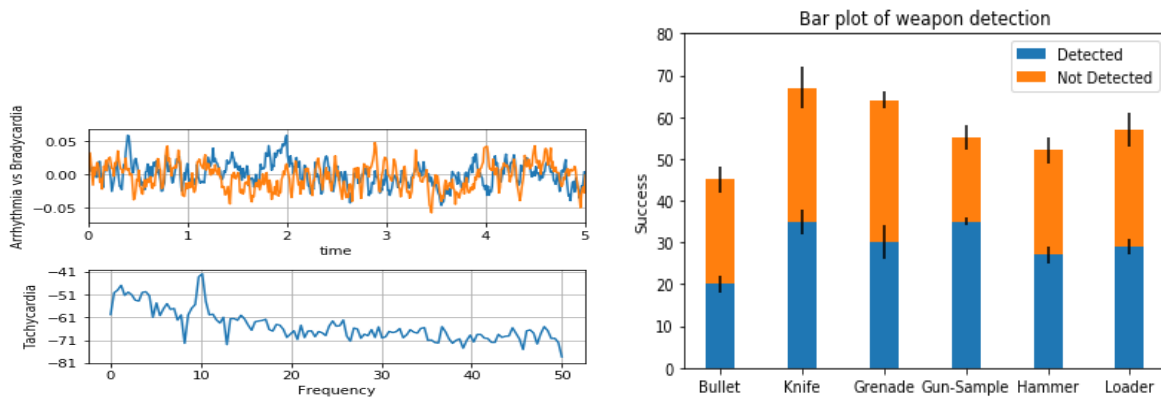 Arrhythmia vs Bradycardia
0.05
0.00
−0.05
0 1 2 3 4 5
time
Tachycardia
−41
−51
−61
−71
−81
0 10 20 30 40 50
Frequency
Bar plot of weapon detection
Detected
Not Detected
Success
80
70
60
50
40
30
20
10
0
Bullet Knife Grenade Gun-Sample Hammer Loader